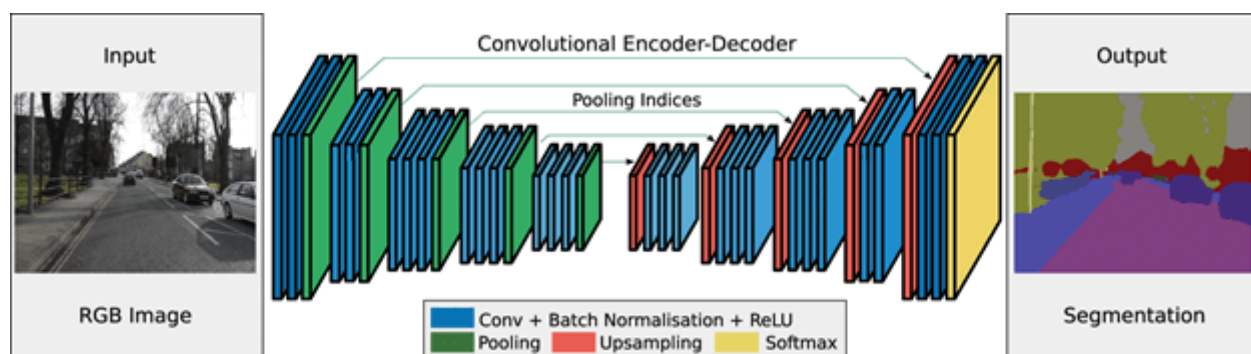 Input
RGB Image
Convolutional Encoder-Decoder
Pooling Indices
Conv + Batch Normalisation + ReLU
Pooling Upsampling Softmax
Output
Segmentation